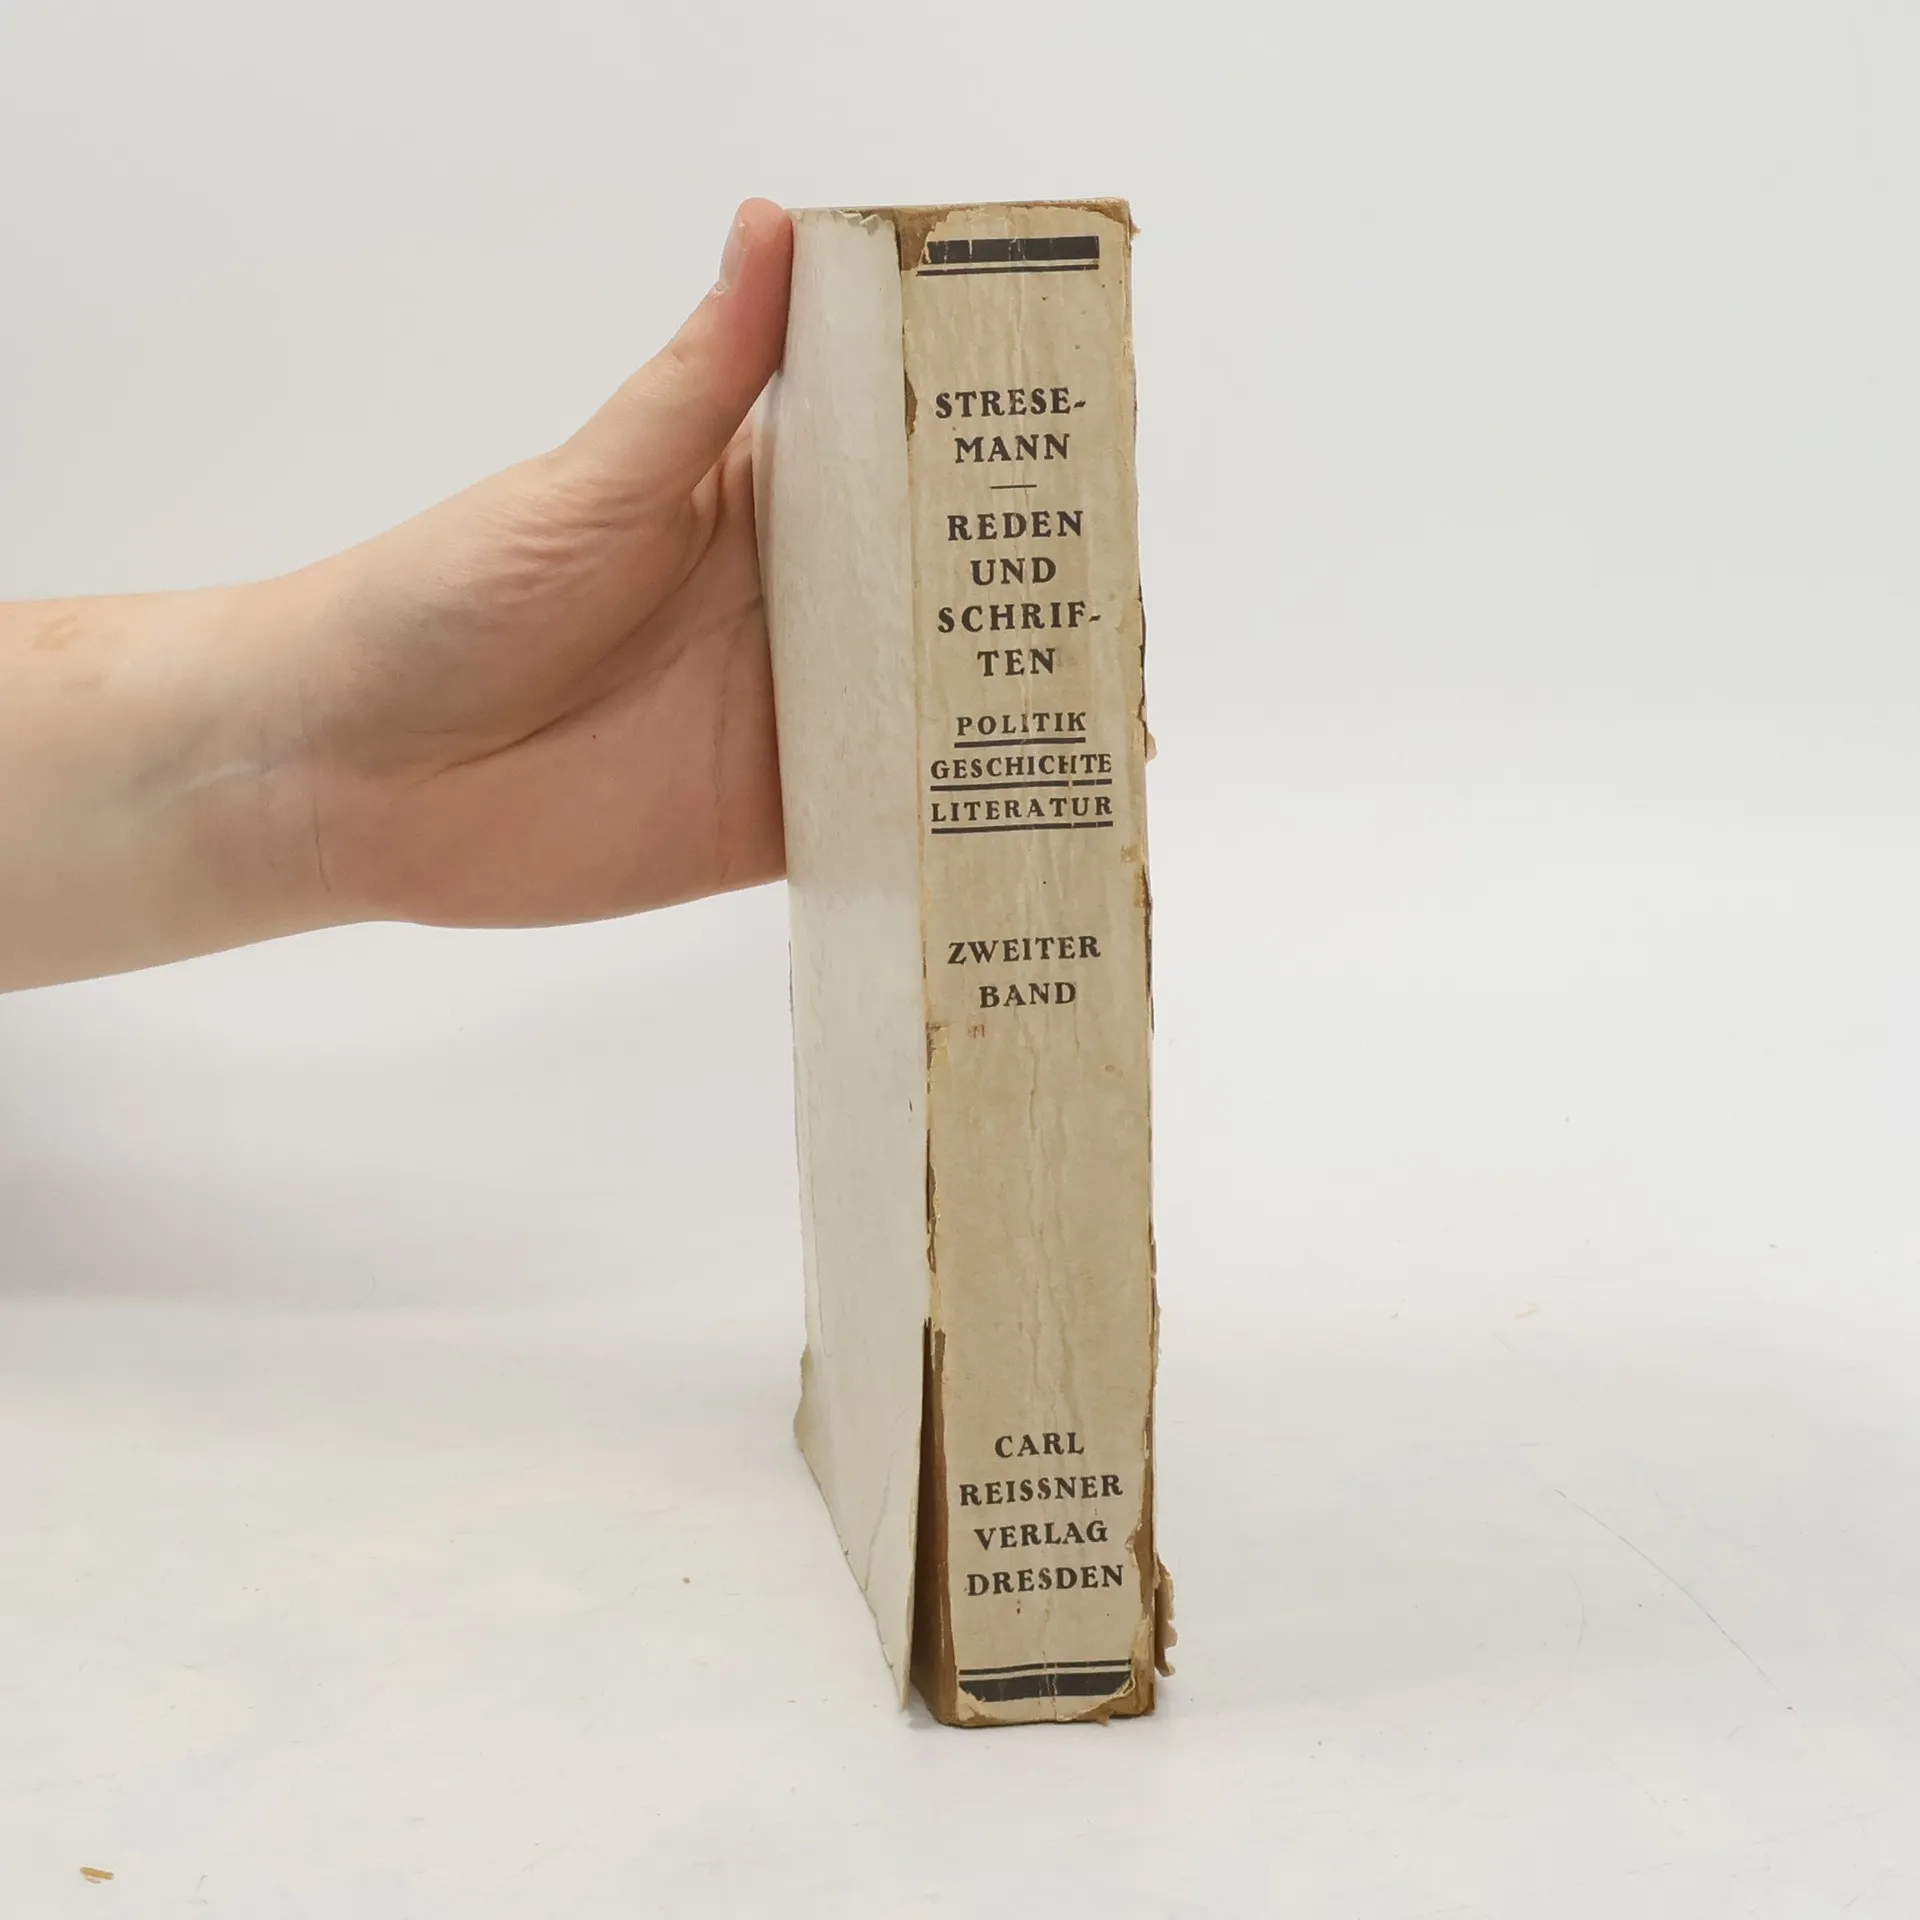 STRESE-
MANN
REDEN
UND
SCHRIF-
TEN
POLITIK
GESCHICHTE
LITERATUR
ZWEITER
BAND
CARL
REISSNER
VERLAG
DRESDEN